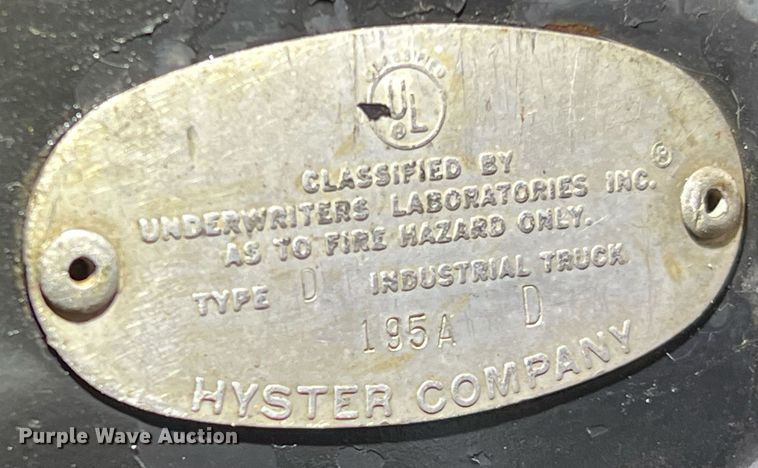 CLASSIFIED
UL
®
CLASSIFIED BY
UNDERWRITERS LABORATORIES INC.®
AS TO FIRE HAZARD ONLY.
TYPE D INDUSTRIAL TRUCK
195A D
HYSTER COMPANY
Purple Wave Auction